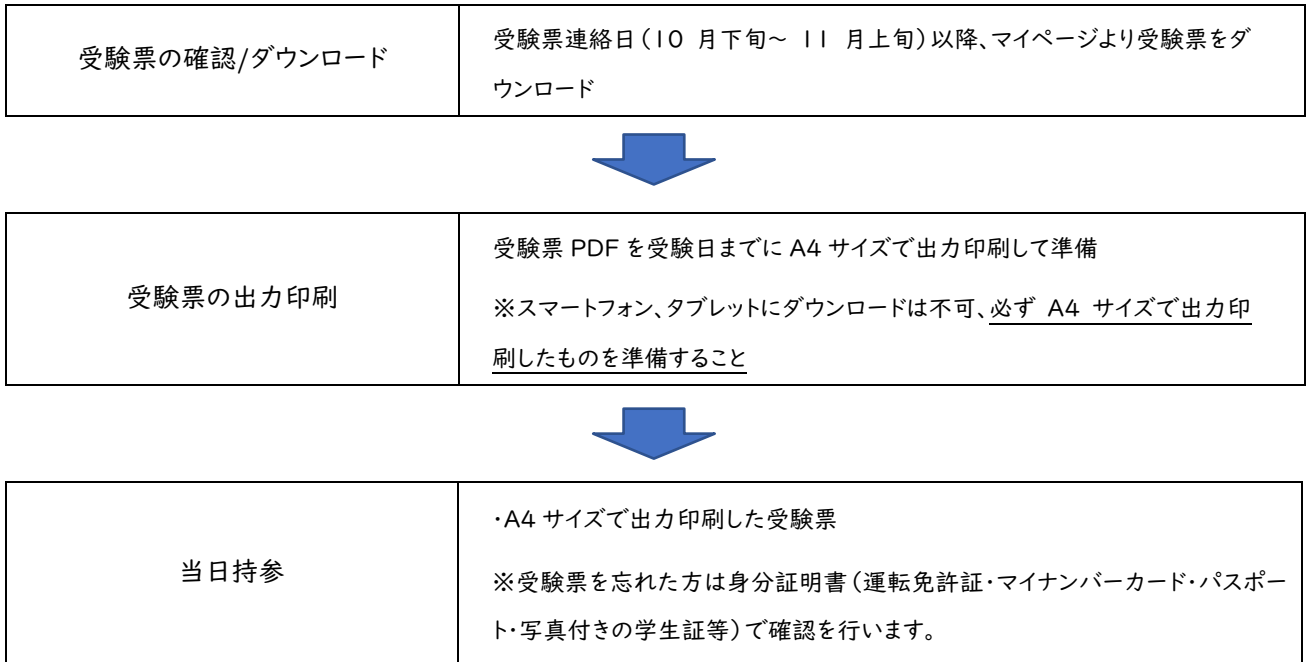 受験票の確認/ダウンロード
受験票連絡日(10 月下旬~ 11 月上旬)以降、マイページより受験票をダ
ウンロード
受験票の出力印刷
受験票 PDF を受験日までに A4 サイズで出力印刷して準備
※スマートフォン、タブレットにダウンロードは不可、必ず A4 サイズで出力印
刷したものを準備すること
当日持参
・A4 サイズで出力印刷した受験票
※受験票を忘れた方は身分証明書(運転免許証・マイナンバーカード・パスポー
ト・写真付きの学生証等)で確認を行います。